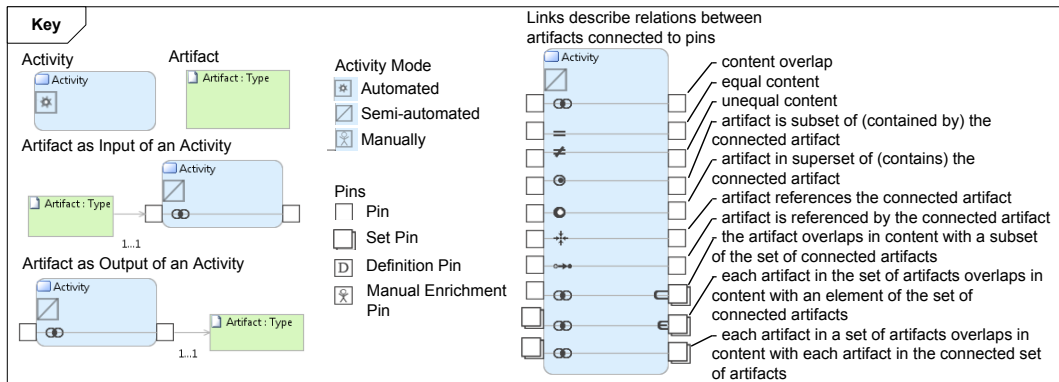 Key
Activity
Activity
Artifact
Artifact : Type
Activity Mode
Automated
Semi-automated
Manually
Artifact as Input of an Activity
Activity
Artifact : Type
1...1
Artifact as Output of an Activity
Activity
Artifact : Type
1...1
Pins
Pin
Set Pin
D
Definition Pin
Manual Enrichment
Pin
Links describe relations between
artifacts connected to pins
Activity
content overlap
equal content
unequal content
artifact is subset of (contained by) the
connected artifact
artifact in superset of (contains) the
connected artifact
artifact references the connected artifact
artifact is referenced by the connected artifact
the artifact overlaps in content with a subset
of the set of connected artifacts
each artifact in the set of artifacts overlaps in
content with an element of the set of
connected artifacts
each artifact in a set of artifacts overlaps in
content with each artifact in the connected set
of artifacts